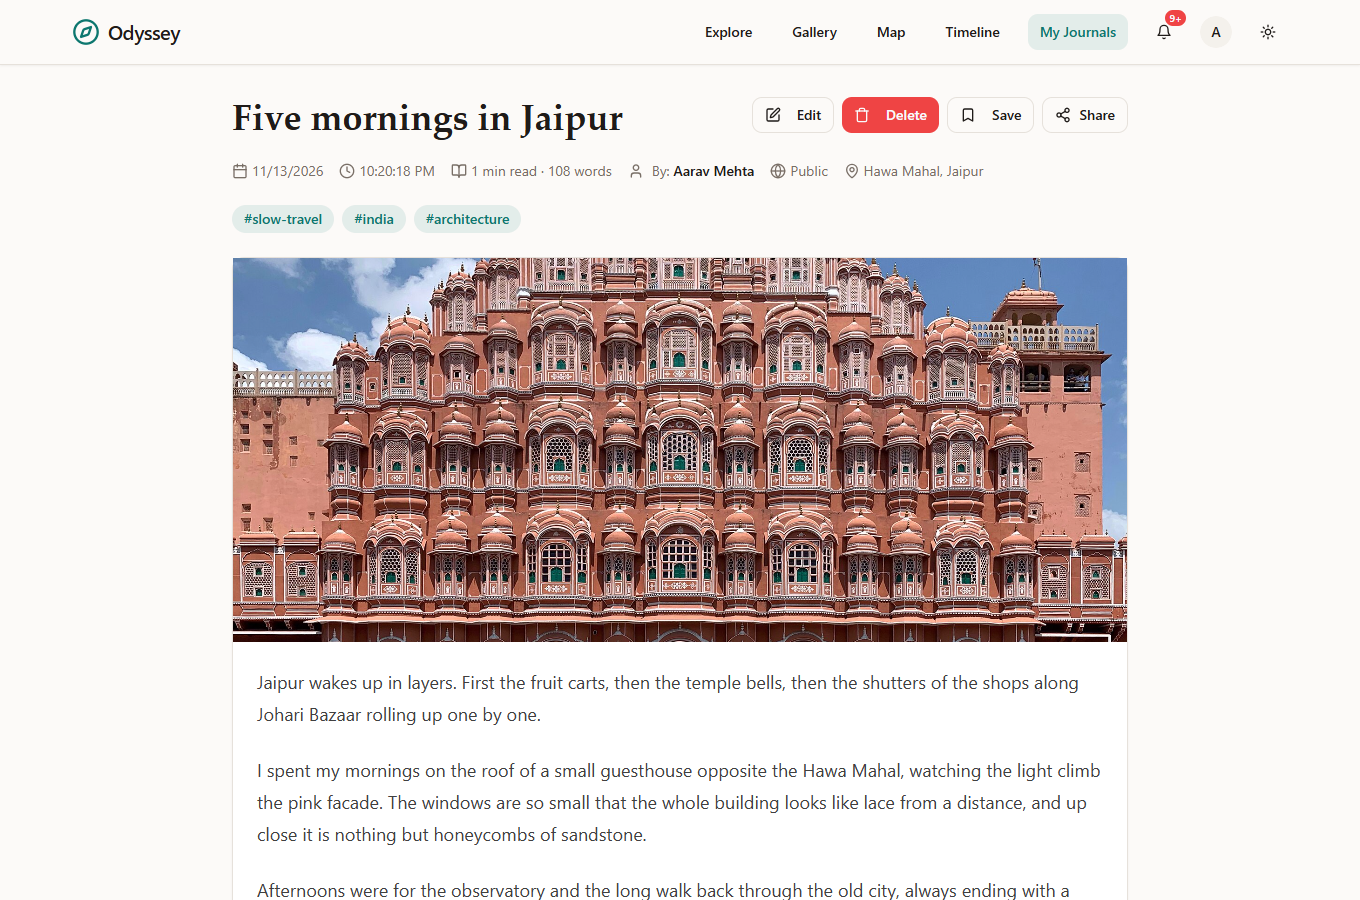 Odyssey
Explore
Gallery
Map
Timeline
My Journals
9+
A
Five mornings in Jaipur
Edit
Delete
Save
Share
11/13/2026
10:20:18 PM
1 min read · 108 words
By: Aarav Mehta
Public
Hawa Mahal, Jaipur
#slow-travel
#india
#architecture
Jaipur wakes up in layers. First the fruit carts, then the temple bells, then the shutters of the shops along
Johari Bazaar rolling up one by one.
I spent my mornings on the roof of a small guesthouse opposite the Hawa Mahal, watching the light climb
the pink facade. The windows are so small that the whole building looks like lace from a distance, and up
close it is nothing but honeycombs of sandstone.
Afternoons were for the observatory and the long walk back through the old city, always ending with a